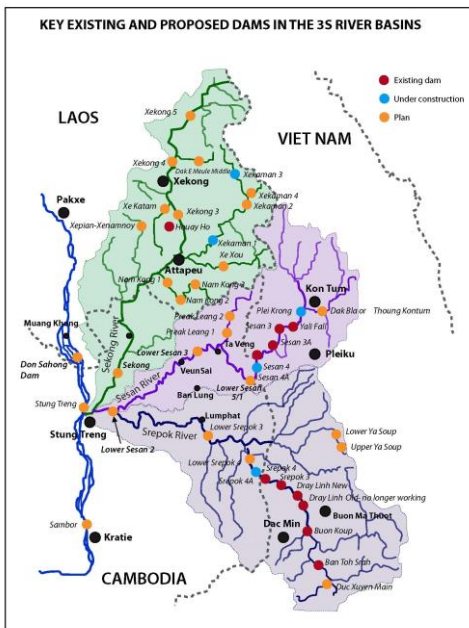 KEY EXISTING AND PROPOSED DAMS IN THE 3S RIVER BASINS
Existing dam
Under construction
Plan
LAOS
VIET NAM
Xekong 5
Xekong 4
Dak E Meule Middle
Xekaman 3
Xekong
Xekaman 4
Xekaman 2
Pakxe
Xe Katam
Xekong 3
Xepian-Xenamnoy
Houay Ho
Xekaman
Attapeu
Xe Xou
Nam Kong 1
Nam Kong 3
Nam Kong 2
Kon Tum
Preak Leang 2
Plei Krong
Dak Bla or
Thoung Kontum
Muang Khong
Sekong River
Preak Leang 1
Sesan 3
Yali Fall
Ta Veng
Sesan 3A
Lower Sesan 3
Pleiku
Don Sahong
Dam
Sekong
VeunSai
Sesan 4
Sesan River
Sesan 4A
Ban Lung
Lower Sesan
5/1
Stung Treng
Lumphat
Stung Treng
Srepok River
Lower Srepok 3
Lower Ya Soup
Lower Sesan 2
Upper Ya Soup
Lower Srepok 4
Srepok 4
Srepok 4A
Srepok 3
Dray Linh New
Dray Linh Old- no longer working
Buon Ma Thuot
Sambor
Kratie
Dac Min
Buon Koup
Ban Toh Srah
CAMBODIA
Duc Xuyen Main